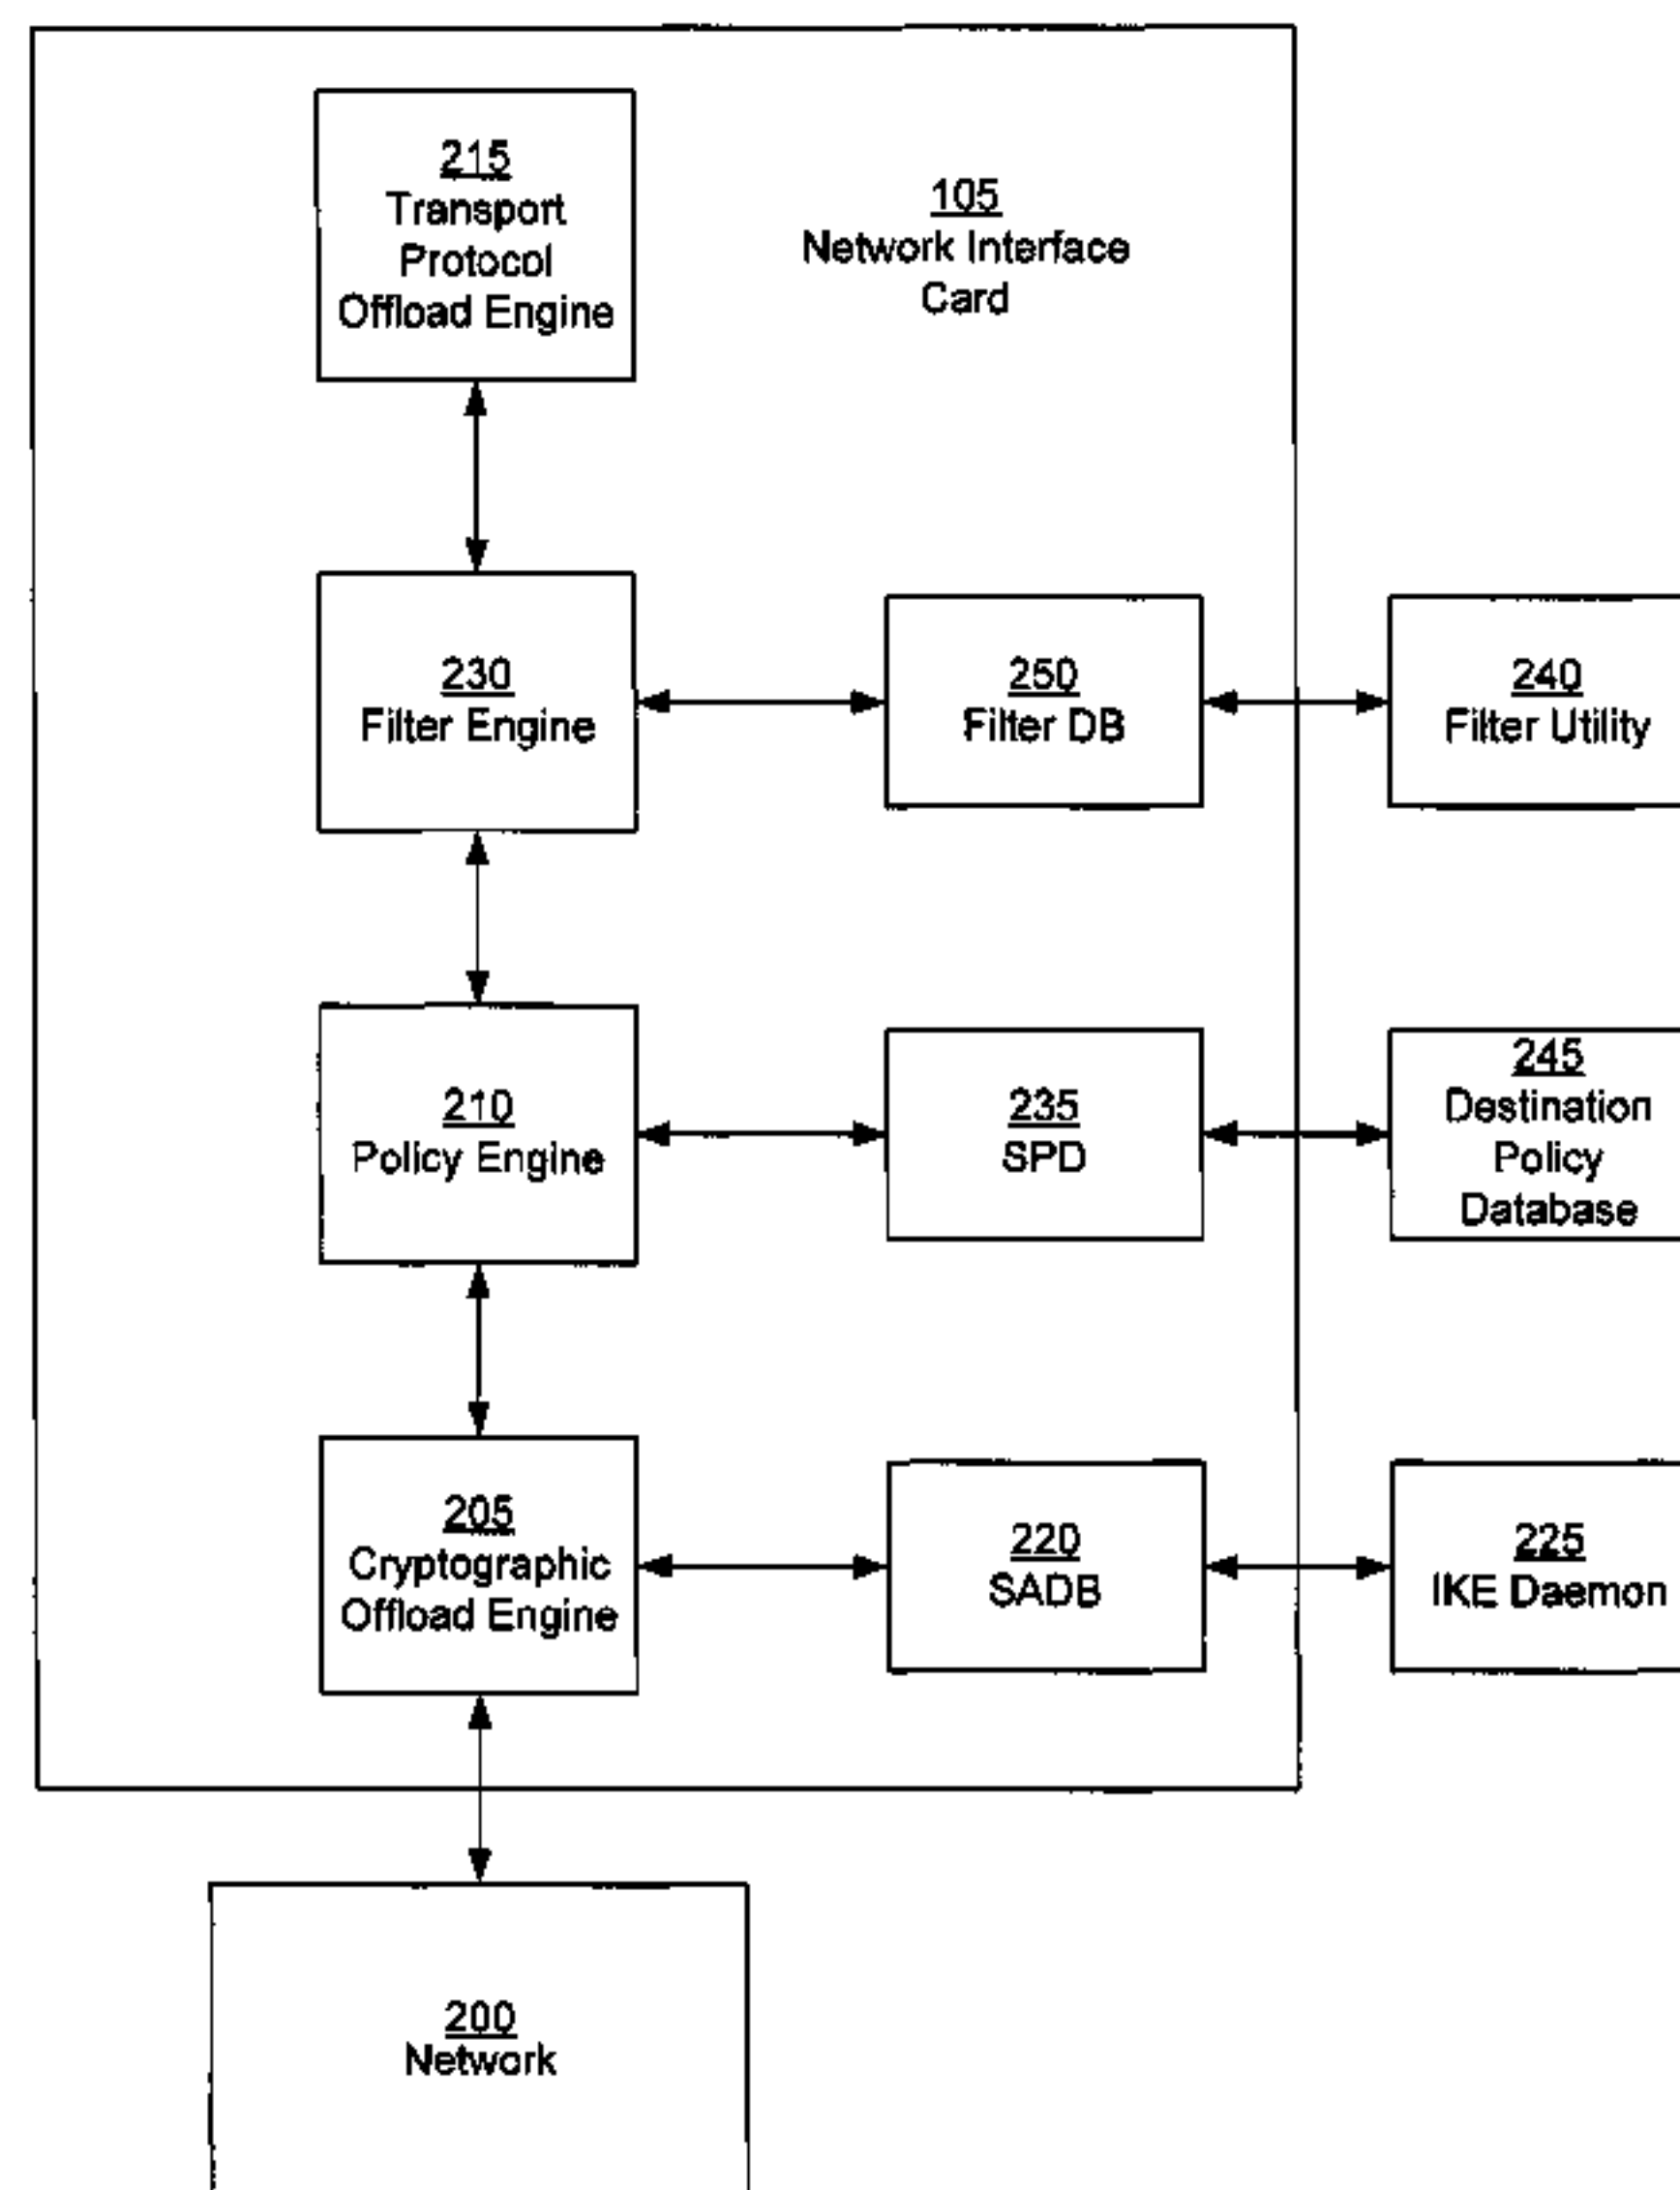 215
Transport
Protocol
Offload Engine
105
Network Interface
Card
230
Filter Engine
250
Filter DB
240
Filter Utility
210
Policy Engine
235
SPD
245
Destination
Policy
Database
205
Cryptographic
Offload Engine
220
SADB
225
IKE Daemon
200
Network